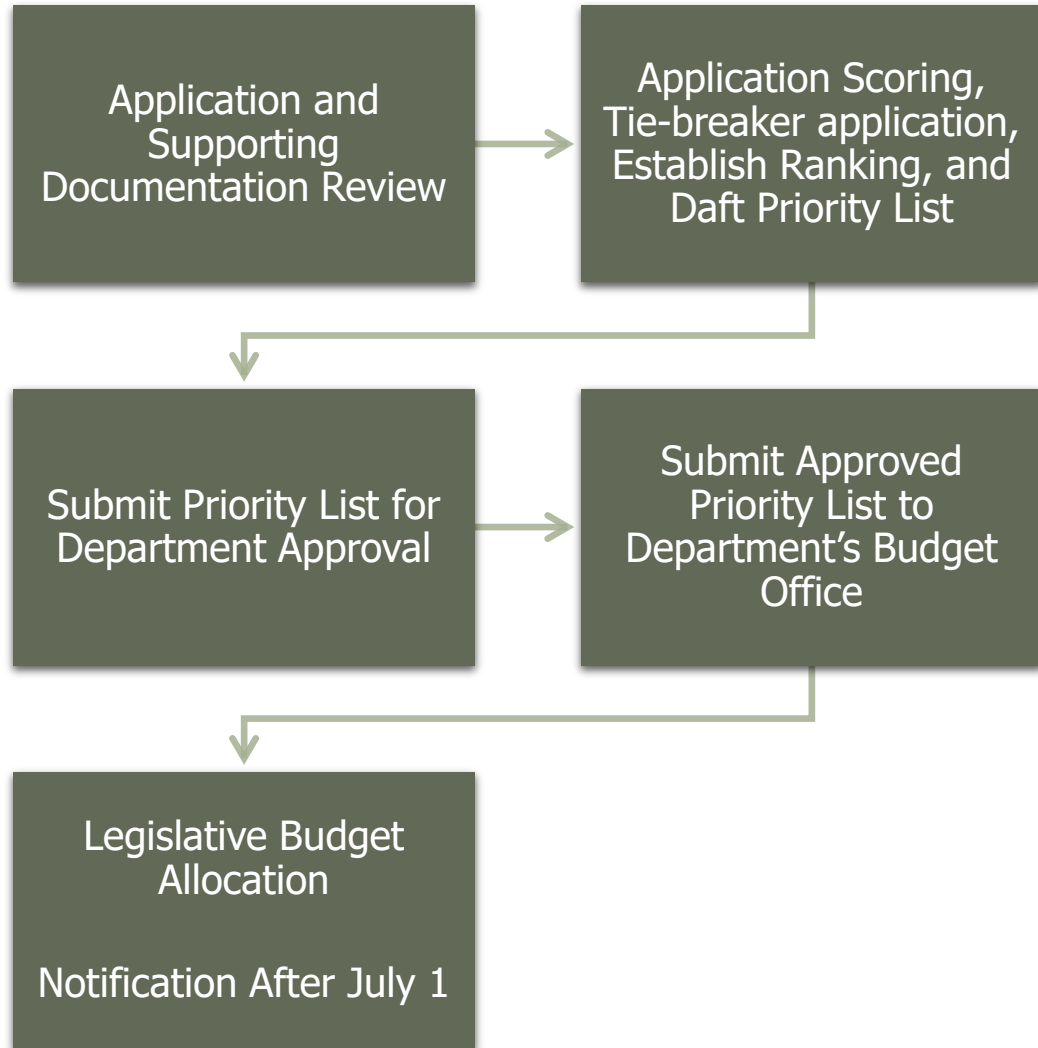 Application and
Supporting
Documentation Review
Application Scoring,
Tie-breaker application,
Establish Ranking, and
Daft Priority List
Submit Priority List for
Department Approval
Submit Approved
Priority List to
Department’s Budget
Office
Legislative Budget
Allocation
Notification After July 1